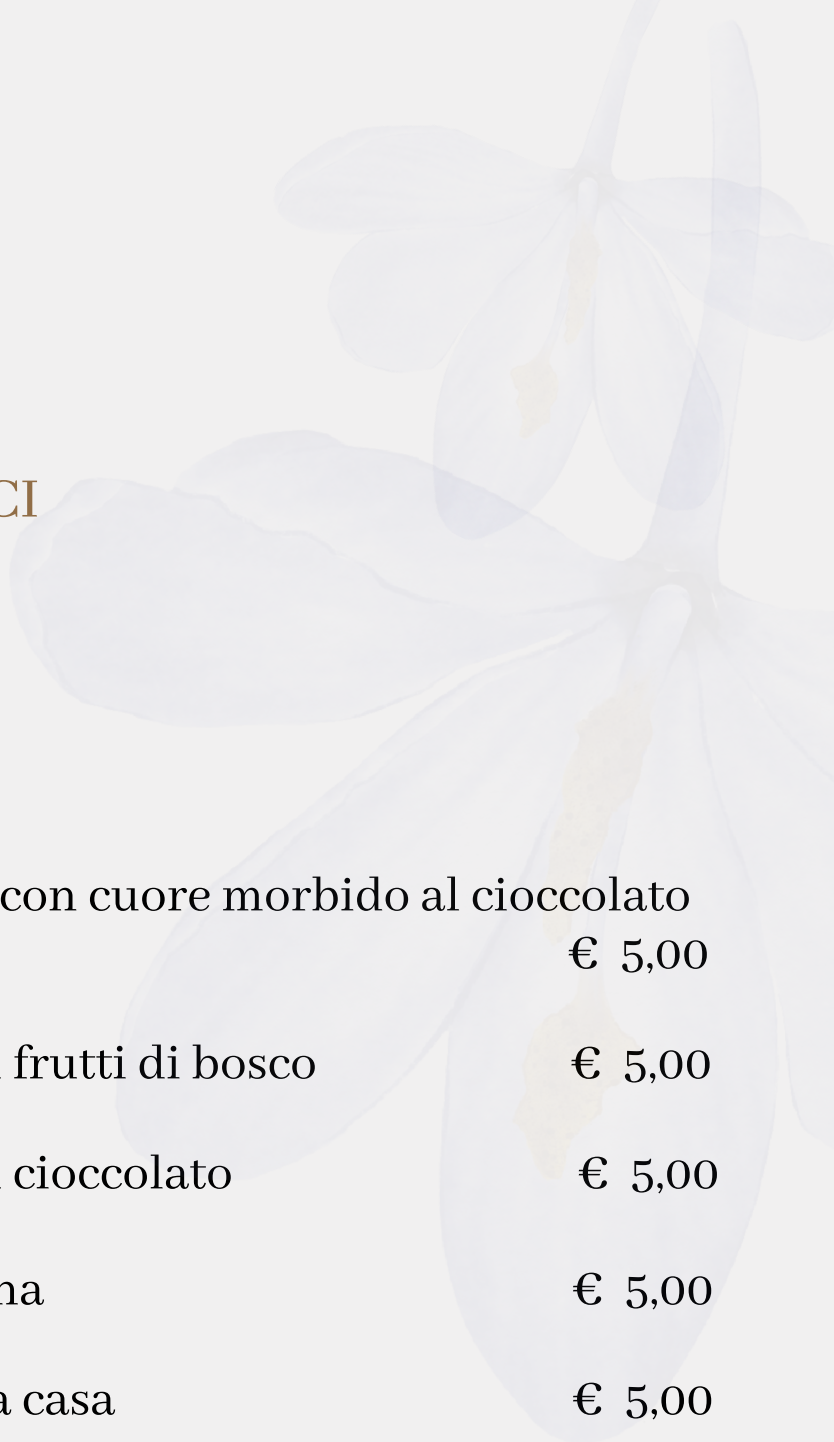 CI
con cuore morbido al cioccolato
€ 5,00
frutti di bosco € 5,00
cioccolato € 5,00
na € 5,00
a casa € 5,00